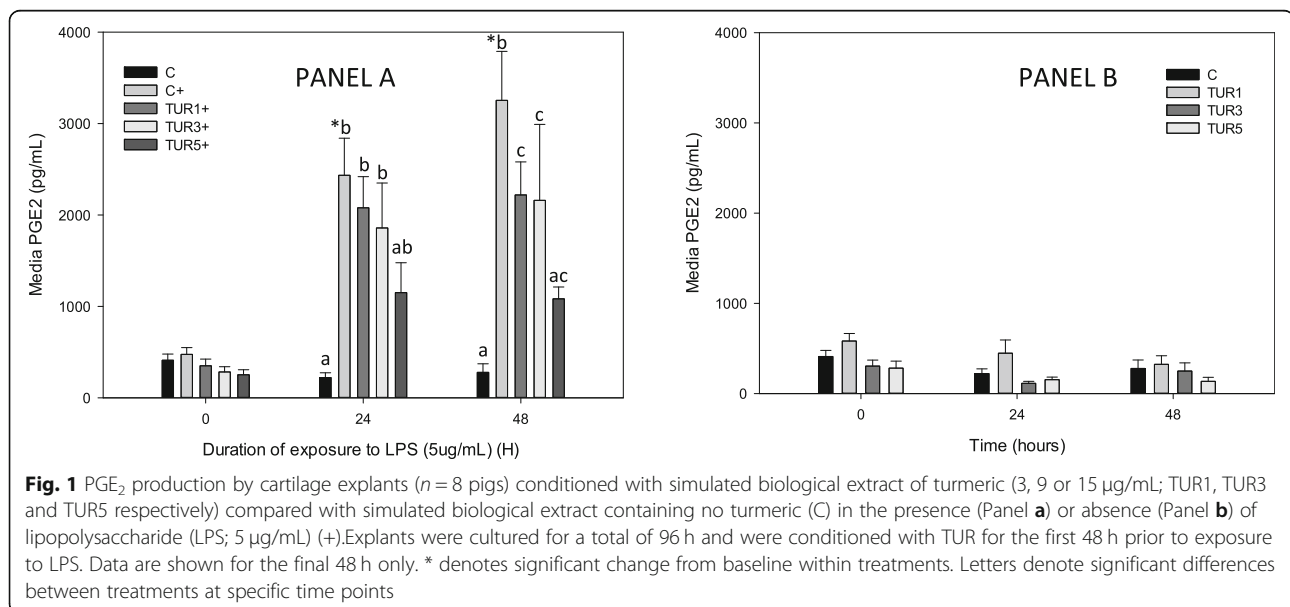 4000
3000
2000
1000
0
Media PGE2 (pg/mL)
C
C+
TUR1+
TUR3+
TUR5+
PANEL A
a
*b
b
b
ab
a
*b
c
c
ac
0
24
48
Duration of exposure to LPS (5ug/mL) (H)
4000
3000
2000
1000
0
Media PGE2 (pg/mL)
PANEL B
C
TUR1
TUR3
TUR5
0
24
48
Time (hours)
Fig. 1 PGE₂ production by cartilage explants (n = 8 pigs) conditioned with simulated biological extract of turmeric (3, 9 or 15 μg/mL; TUR1, TUR3
and TUR5 respectively) compared with simulated biological extract containing no turmeric (C) in the presence (Panel a) or absence (Panel b) of
lipopolysaccharide (LPS; 5 μg/mL) (+).Explants were cultured for a total of 96 h and were conditioned with TUR for the first 48 h prior to exposure
to LPS. Data are shown for the final 48 h only. * denotes significant change from baseline within treatments. Letters denote significant differences
between treatments at specific time points